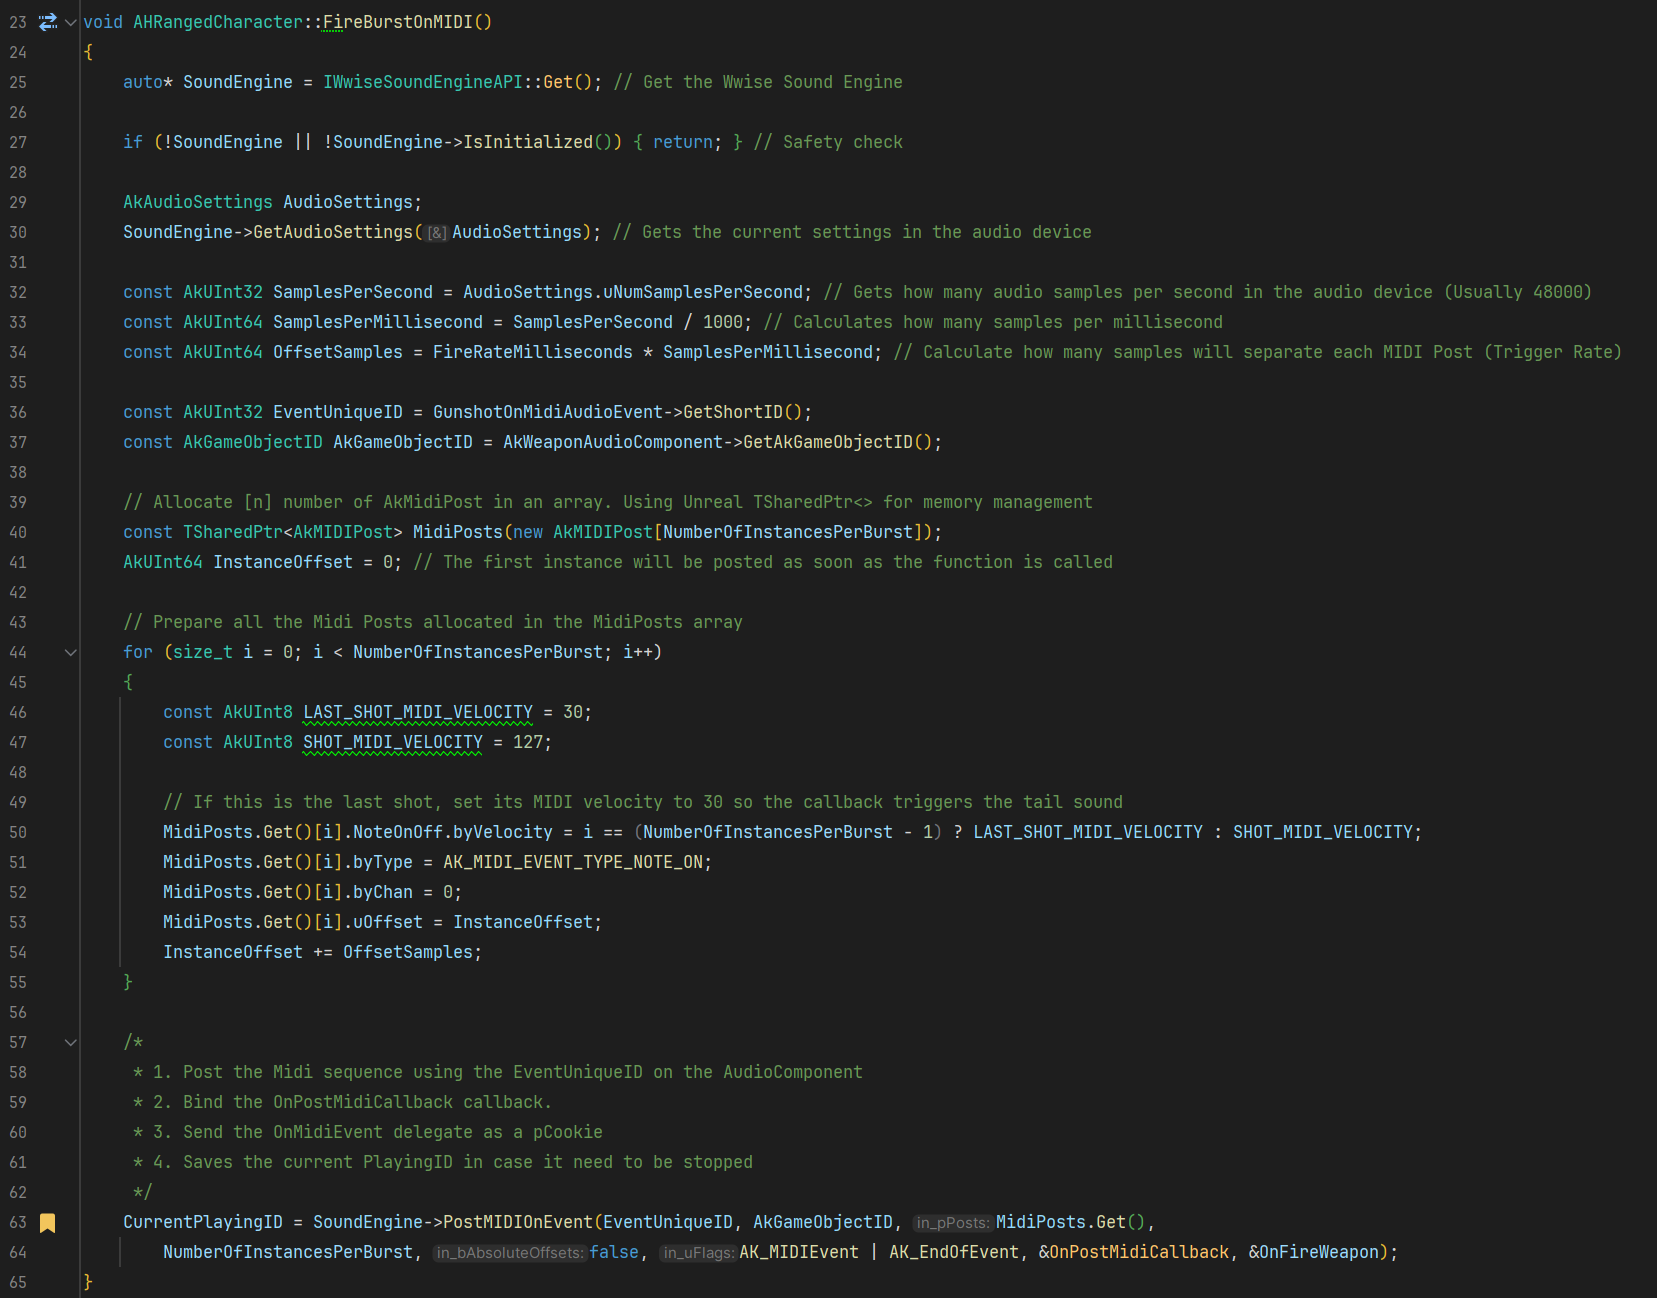 23 void AHRangedCharacter::FireBurstOnMIDI()
24 {
25 auto* SoundEngine = IWwiseSoundEngineAPI::Get(); // Get the Wwise Sound Engine
26
27 if (!SoundEngine || !SoundEngine->IsInitialized()) { return; } // Safety check
28
29 AkAudioSettings AudioSettings;
30 SoundEngine->GetAudioSettings([&]AudioSettings); // Gets the current settings in the audio device
31
32 const AkUInt32 SamplesPerSecond = AudioSettings.uNumSamplesPerSecond; // Gets how many audio samples per second in the audio device (Usually 48000)
33 const AkUInt64 SamplesPerMillisecond = SamplesPerSecond / 1000; // Calculates how many samples per millisecond
34 const AkUInt64 OffsetSamples = FireRateMilliseconds * SamplesPerMillisecond; // Calculate how many samples will separate each MIDI Post (Trigger Rate)
35
36 const AkUInt32 EventUniqueID = GunshotOnMidiAudioEvent->GetShortID();
37 const AkGameObjectID AkGameObjectID = AkWeaponAudioComponent->GetAkGameObjectID();
38
39 // Allocate [n] number of AkMidiPost in an array. Using Unreal TSharedPtr<> for memory management
40 const TSharedPtr<AkMIDIPost> MidiPosts(new AkMIDIPost[NumberOfInstancesPerBurst]);
41 AkUInt64 InstanceOffset = 0; // The first instance will be posted as soon as the function is called
42
43 // Prepare all the Midi Posts allocated in the MidiPosts array
44 for (size_t i = 0; i < NumberOfInstancesPerBurst; i++)
45 {
46 const AkUInt8 LAST_SHOT_MIDI_VELOCITY = 30;
47 const AkUInt8 SHOT_MIDI_VELOCITY = 127;
48
49 // If this is the last shot, set its MIDI velocity to 30 so the callback triggers the tail sound
50 MidiPosts.Get()[i].NoteOnOff.byVelocity = i == (NumberOfInstancesPerBurst - 1) ? LAST_SHOT_MIDI_VELOCITY : SHOT_MIDI_VELOCITY;
51 MidiPosts.Get()[i].byType = AK_MIDI_EVENT_TYPE_NOTE_ON;
52 MidiPosts.Get()[i].byChan = 0;
53 MidiPosts.Get()[i].uOffset = InstanceOffset;
54 InstanceOffset += OffsetSamples;
55 }
56
57 /*
58 * 1. Post the Midi sequence using the EventUniqueID on the AudioComponent
59 * 2. Bind the OnPostMidiCallback callback.
60 * 3. Send the OnMidiEvent delegate as a pCookie
61 * 4. Saves the current PlayingID in case it need to be stopped
62 */
63 CurrentPlayingID = SoundEngine->PostMIDIOnEvent(EventUniqueID, AkGameObjectID, in_pPosts: MidiPosts.Get(),
64 NumberOfInstancesPerBurst, in_bAbsoluteOffsets: false, in_uFlags: AK_MIDIEvent | AK_EndOfEvent, &OnPostMidiCallback, &OnFireWeapon);
65 }